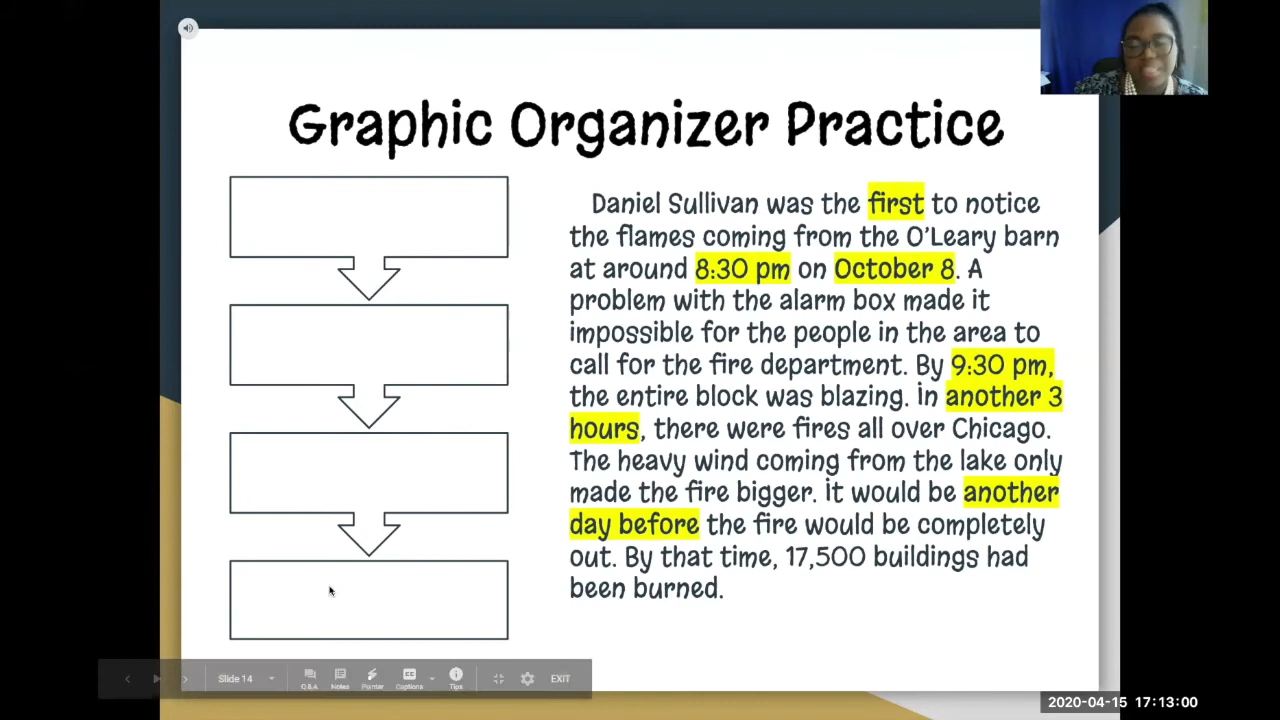 Graphic Organizer Practice
Daniel Sullivan was the first to notice
the flames coming from the O'Leary barn
at around 8:30 pm on October 8. A
problem with the alarm box made it
impossible for the people in the area to
call for the fire department. By 9:30 pm,
the entire block was blazing. In another 3
hours, there were fires all over Chicago.
The heavy wind coming from the lake only
made the fire bigger. It would be another
day before the fire would be completely
out. By that time, 17,500 buildings had
been burned.
Slide 14
Q&A Notes Pointer Captions Tips EXIT
2020-04-15 17:13:00